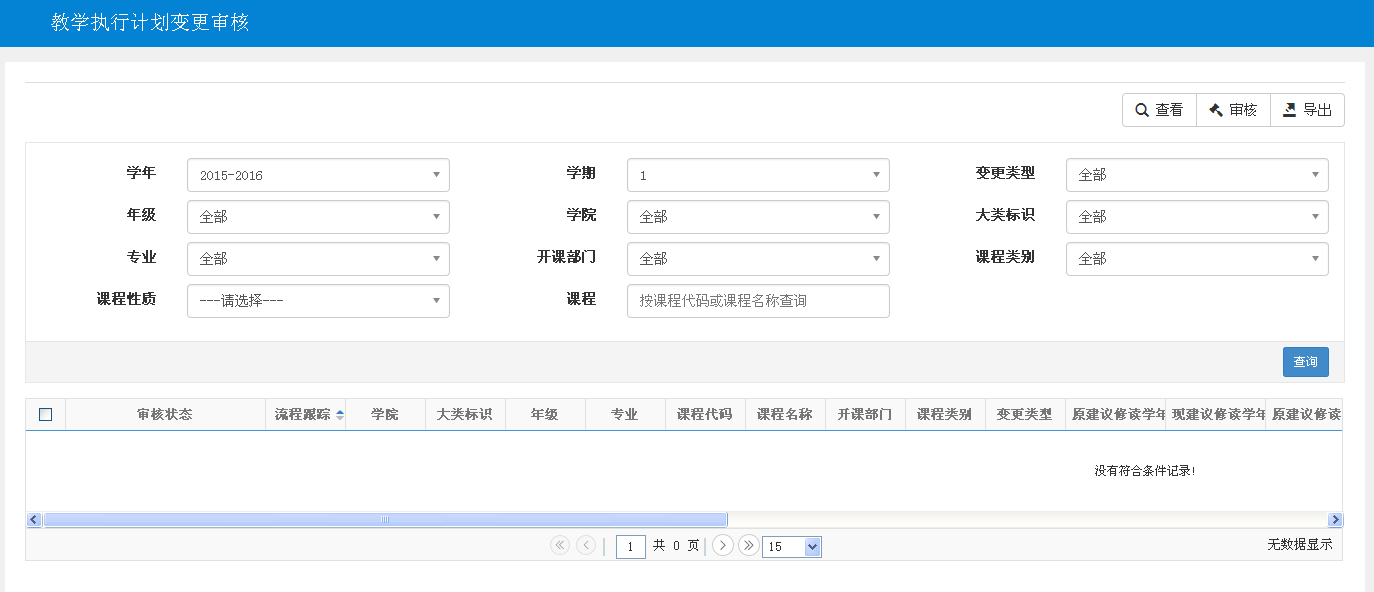 教学执行计划变更审核
查看 审核 导出
学年 2015-2016 学期 1 变更类型 全部
年级 全部 学院 全部 大类标识 全部
专业 全部 开课部门 全部 课程类别 全部
课程性质 ---请选择--- 课程 按课程代码或课程名称查询
查询
审核状态 流程跟踪 学院 大类标识 年级 专业 课程代码 课程名称 开课部门 课程类别 变更类型 原建议修读学年 现建议修读学年 原建议修读
没有符合条件记录!
1 共 0 页 15 无数据显示